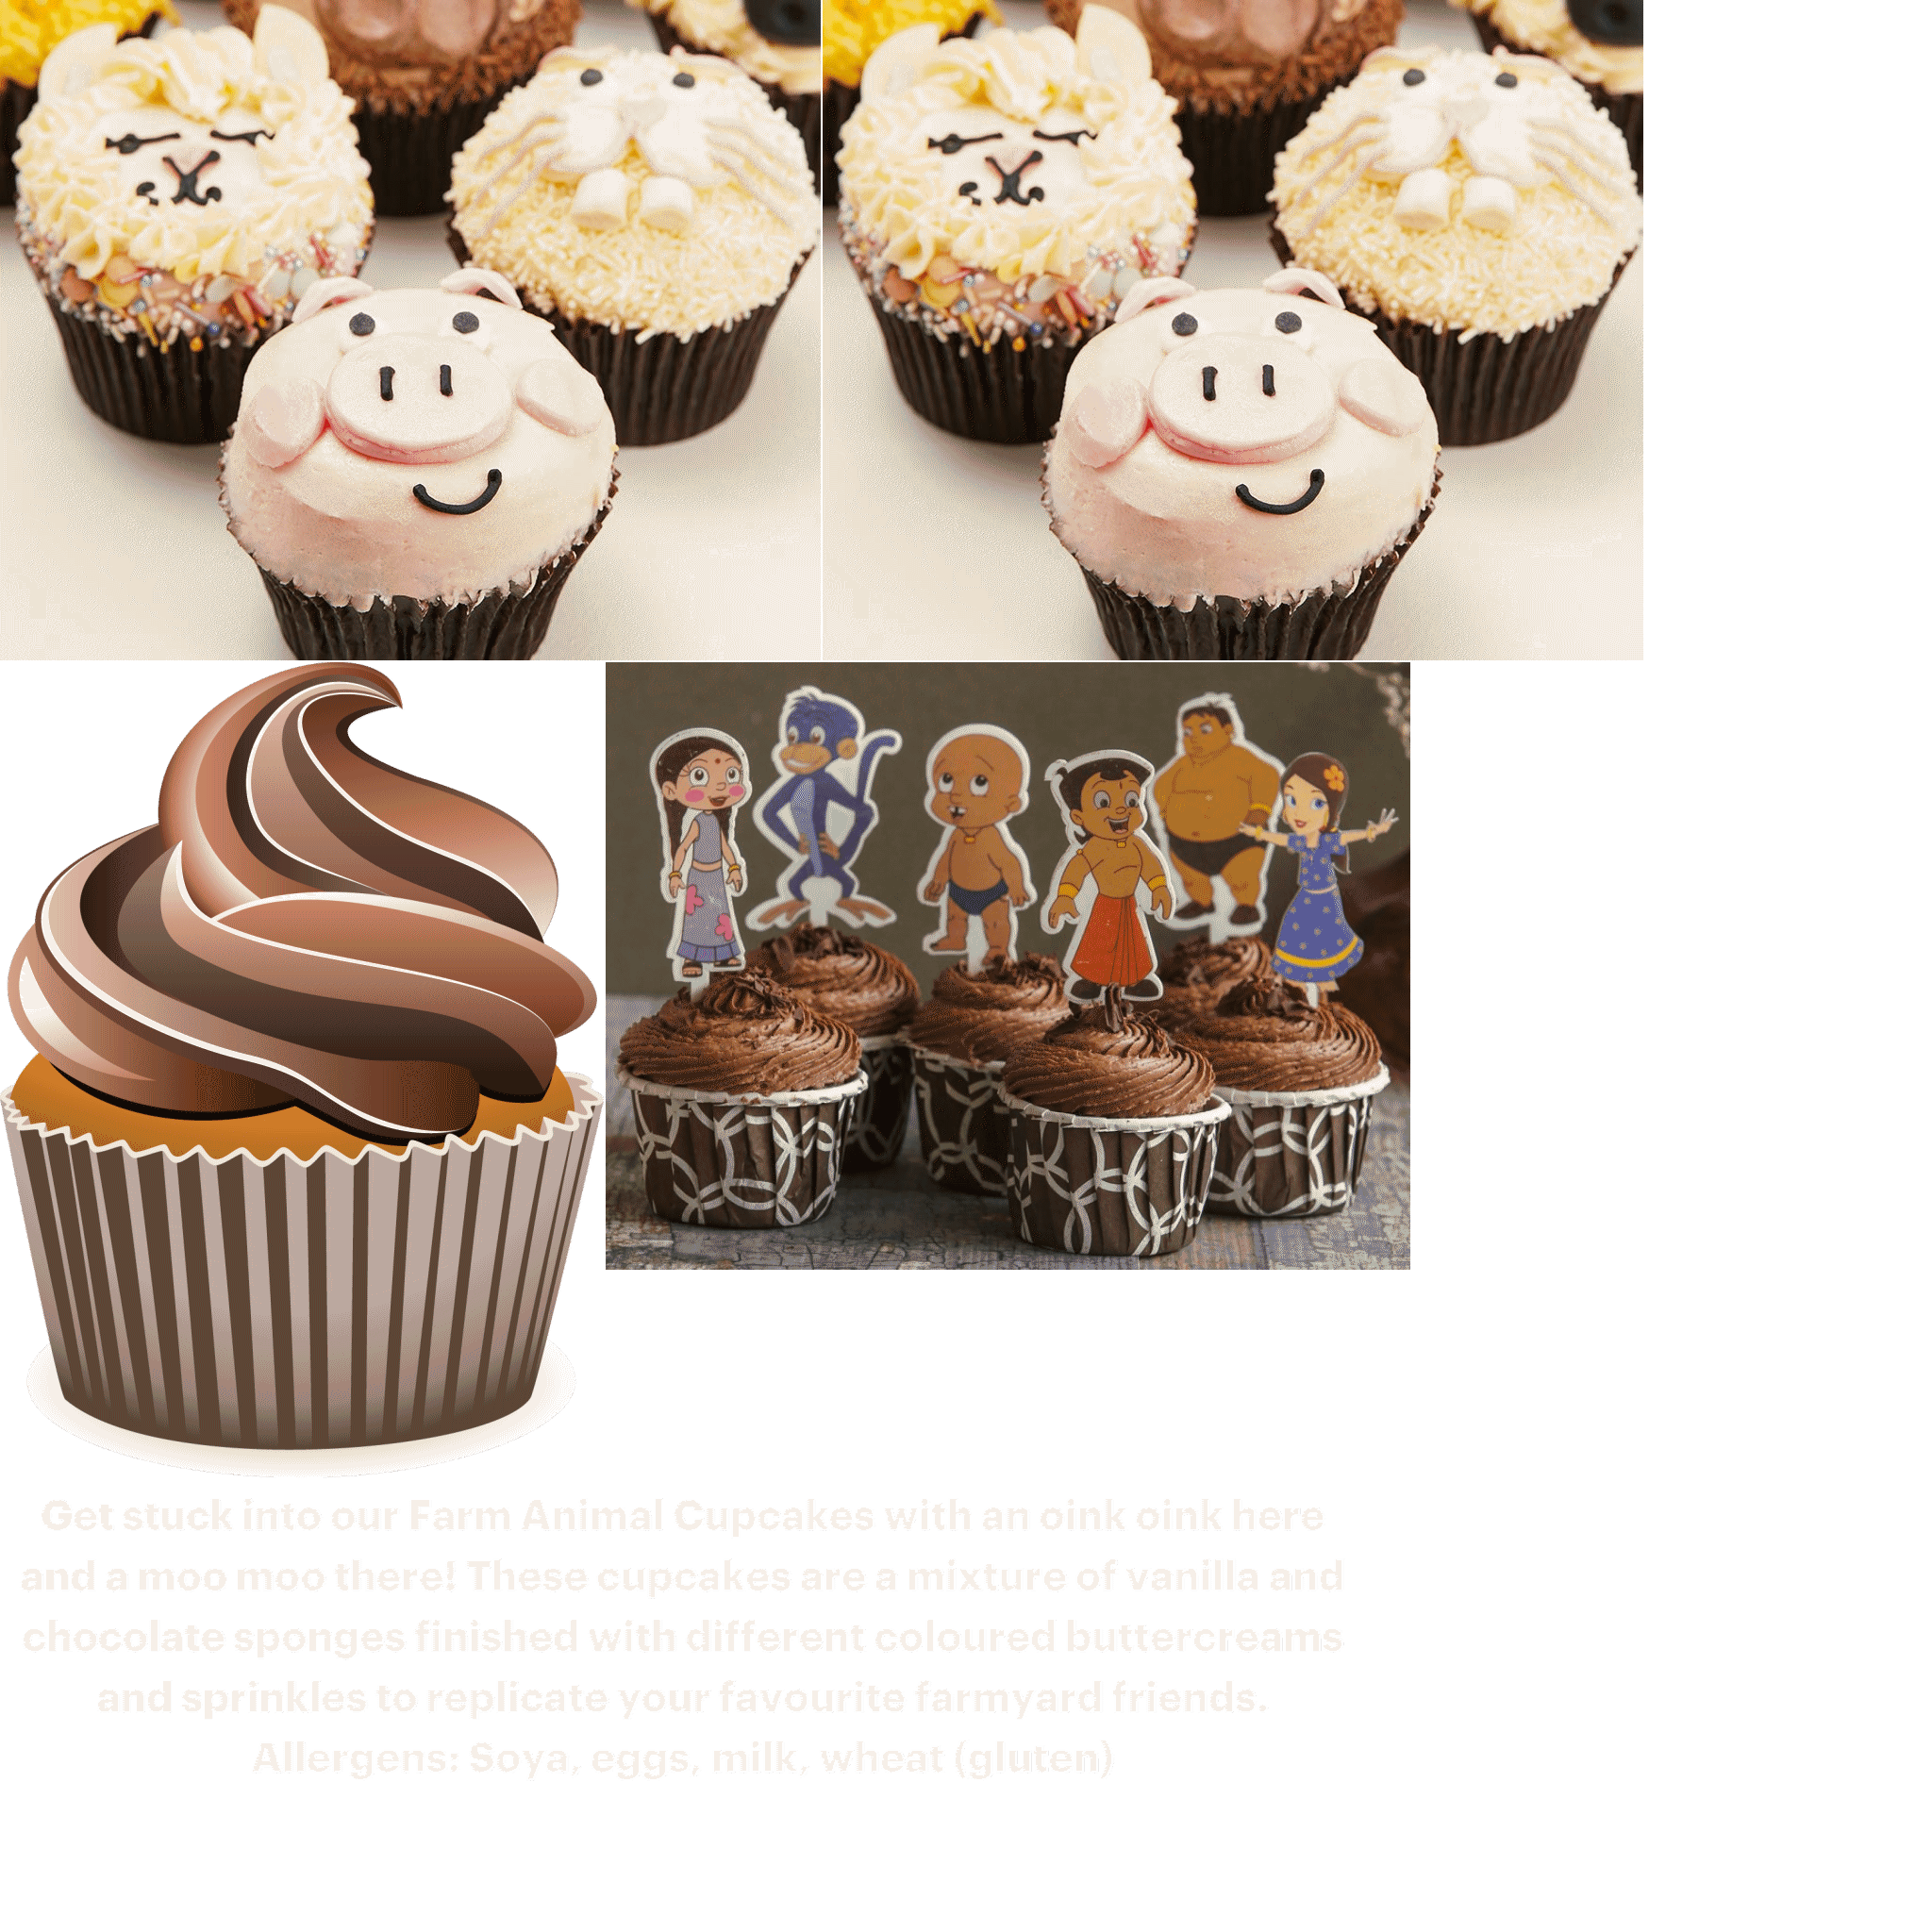 Get stuck into our Farm Animal Cupcakes with an oink oink here
and a moo moo there! These cupcakes are a mixture of vanilla and
chocolate sponges finished with different coloured buttercreams
and sprinkles to replicate your favourite farmyard friends.
Allergens: Soya, eggs, milk, wheat (gluten)